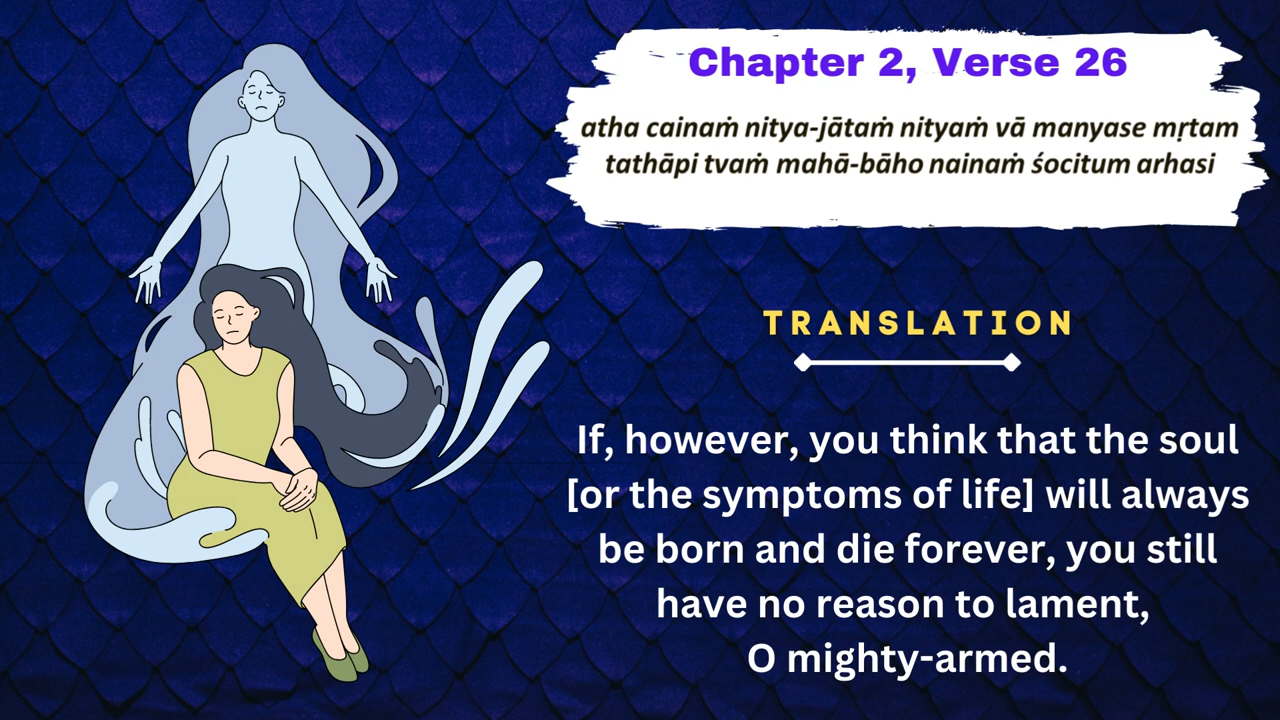 Chapter 2, Verse 26
atha cainaṁ nitya-jātaṁ nityaṁ vā manyase mṛtam
tathāpi tvaṁ mahā-bāho nainaṁ śocitum arhasi
TRANSLATION
If, however, you think that the soul
[or the symptoms of life] will always
be born and die forever, you still
have no reason to lament,
O mighty-armed.